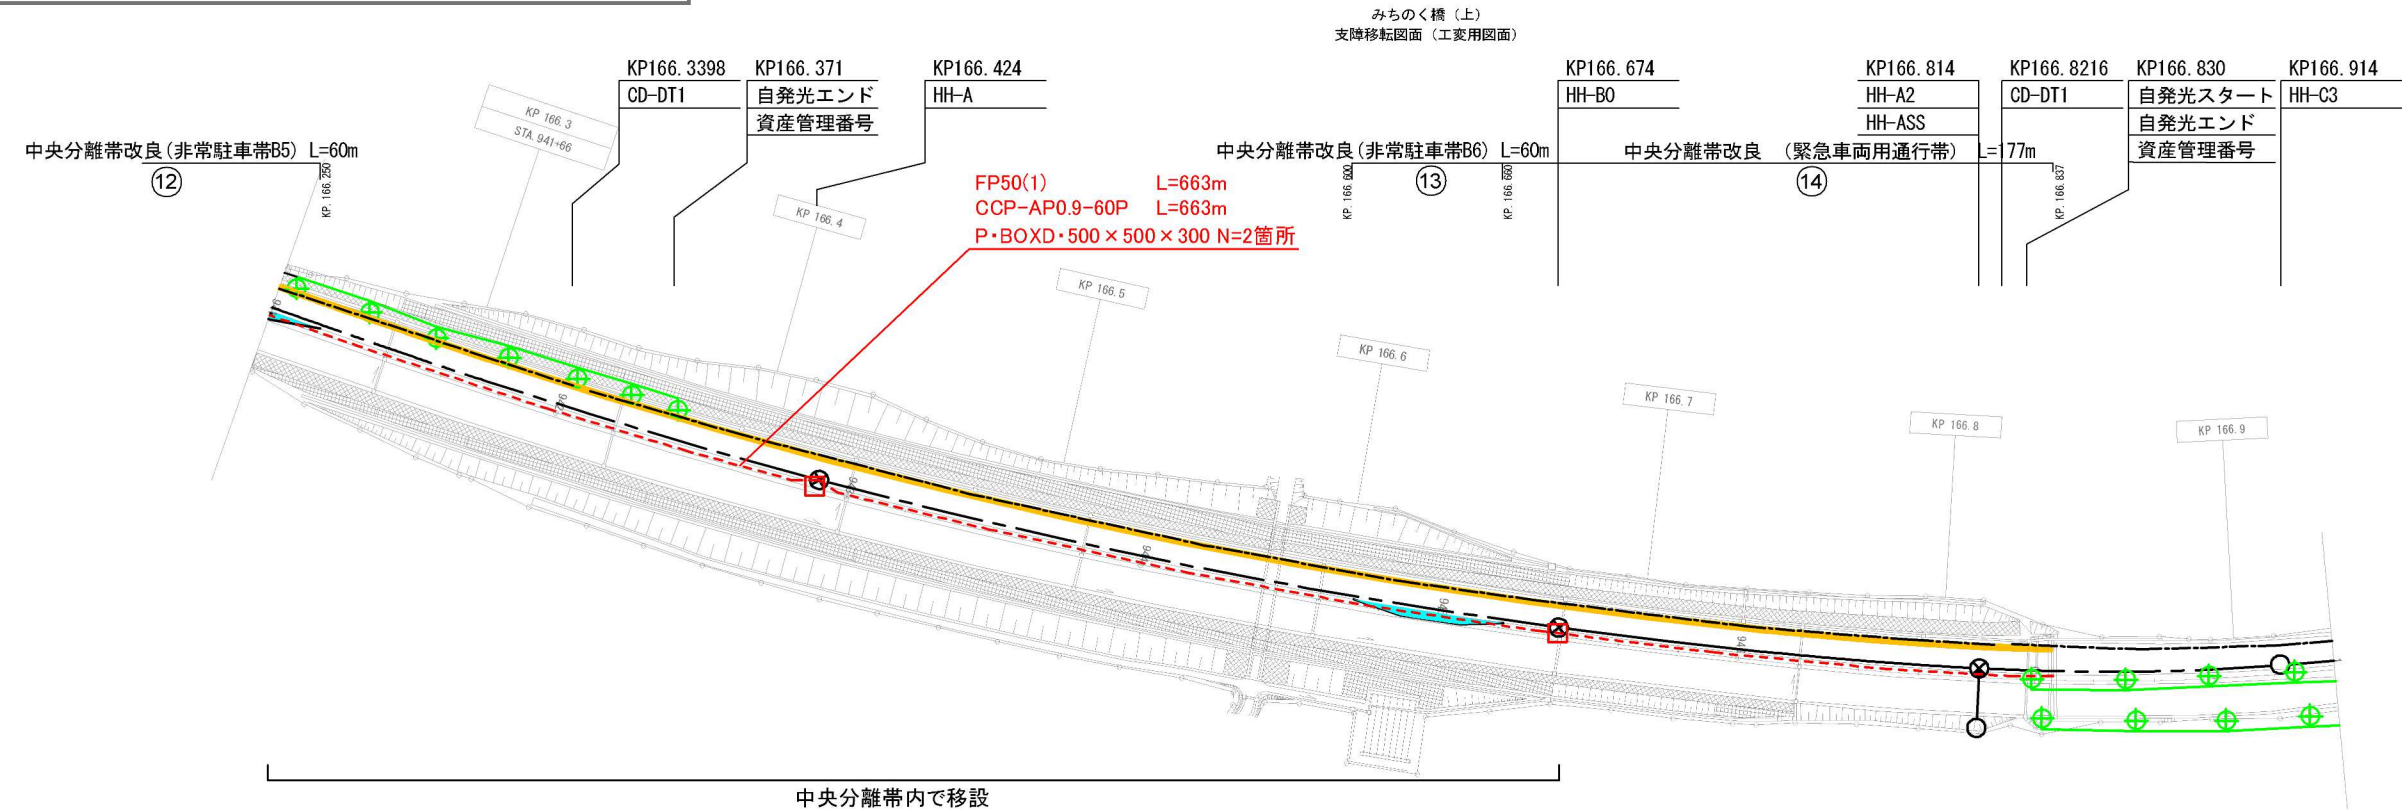 みちのく橋（上）
支障移転図面（工変用図面）
KP166.3398
CD-DT1
KP166.371
自発光エンド
資産管理番号
KP166.424
HH-A
KP166.674
HH-B0
KP166.814
HH-A2
HH-ASS
KP166.8216
CD-DT1
KP166.830
自発光スタート
自発光エンド
資産管理番号
KP166.914
HH-C3
KP 166.3
STA.941+66
中央分離帯改良（非常駐車帯B5）L=60m
⑫
KP.166.250
中央分離帯改良（非常駐車帯B6）L=60m
⑬
KP.166.600
KP.166.660
中央分離帯改良　（緊急車両用通行帯）　L=177m
⑭
KP.166.837
FP50(1)　L=663m
CCP-AP0.9-60P　L=663m
P・BOXD・500×500×300 N=2箇所
KP 166.4
KP 166.5
KP 166.6
KP 166.7
KP 166.8
KP 166.9
942
943
中央分離帯内で移設